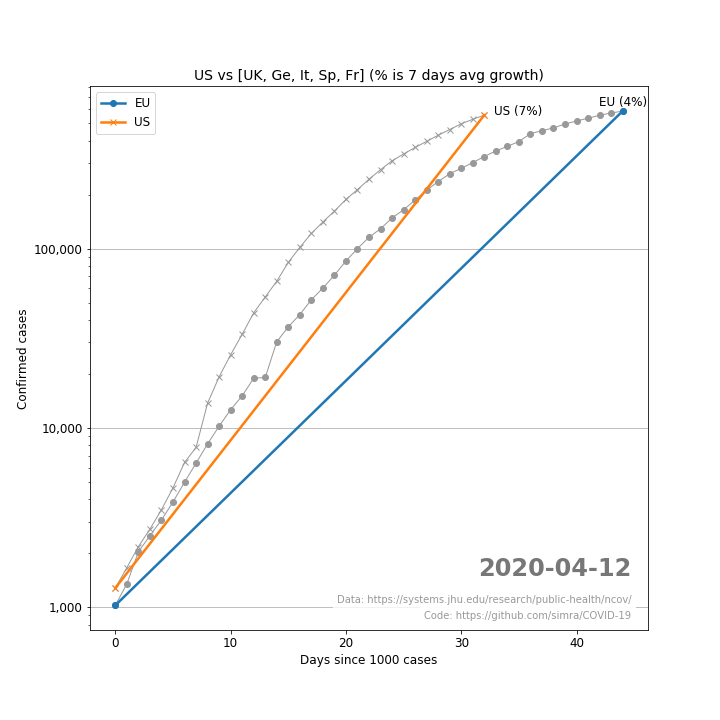 US vs [UK, Ge, It, Sp, Fr] (% is 7 days avg growth)
EU
US
US (7%)
EU (4%)
100,000
10,000
1,000
Confirmed cases
2020-04-12
Data: https://systems.jhu.edu/research/public-health/ncov/
Code: https://github.com/simra/COVID-19
0 10 20 30 40
Days since 1000 cases